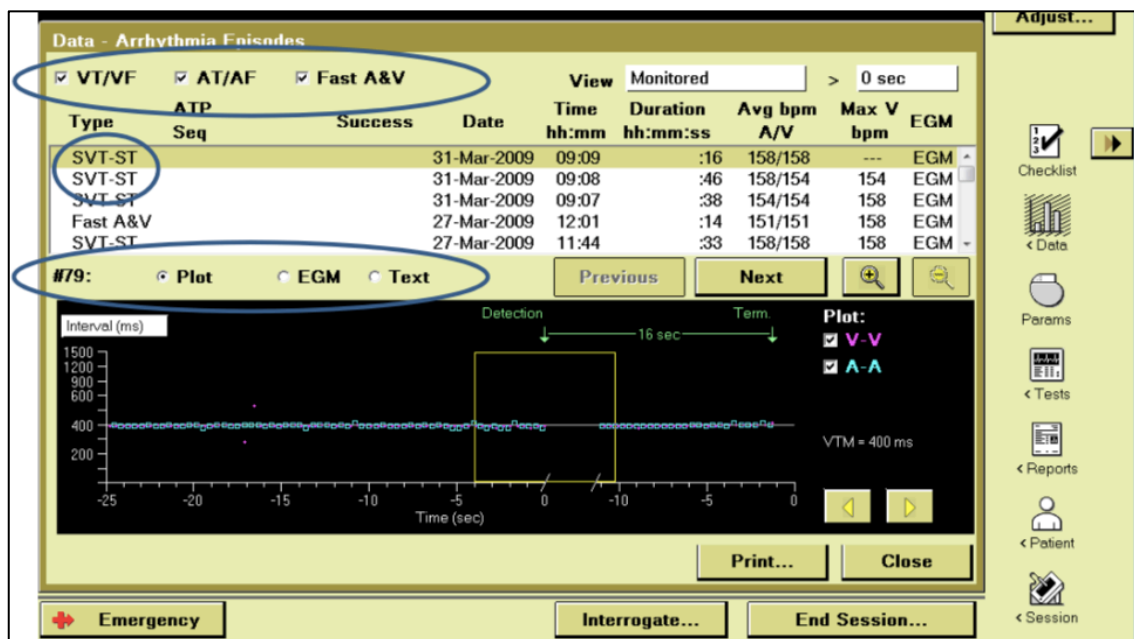 Adjust...
Data - Arrhythmia Episodes
VT/VF AT/AF Fast A&V View Monitored > 0 sec
Type ATP Seq Success Date Time hh:mm Duration hh:mm:ss Avg bpm A/V Max V bpm EGM
SVT-ST 31-Mar-2009 09:09 :16 158/158 --- EGM
SVT-ST 31-Mar-2009 09:08 :46 158/154 154 EGM
SVT-ST 31-Mar-2009 09:07 :38 154/154 158 EGM
Fast A&V 27-Mar-2009 12:01 :14 151/151 158 EGM
SVT-ST 27-Mar-2009 11:44 :33 158/158 158 EGM
#79: Plot EGM Text Previous Next
Interval (ms) Detection 16 sec Term. Plot:
V-V
A-A
1500
1200
900
600
400
200
VTM = 400 ms
-25 -20 -15 -10 -5 0 -10 -5 0
Time (sec)
Print... Close
Emergency Interrogate... End Session...
1
2
3
Checklist
< Data
Params
< Tests
< Reports
< Patient
< Session